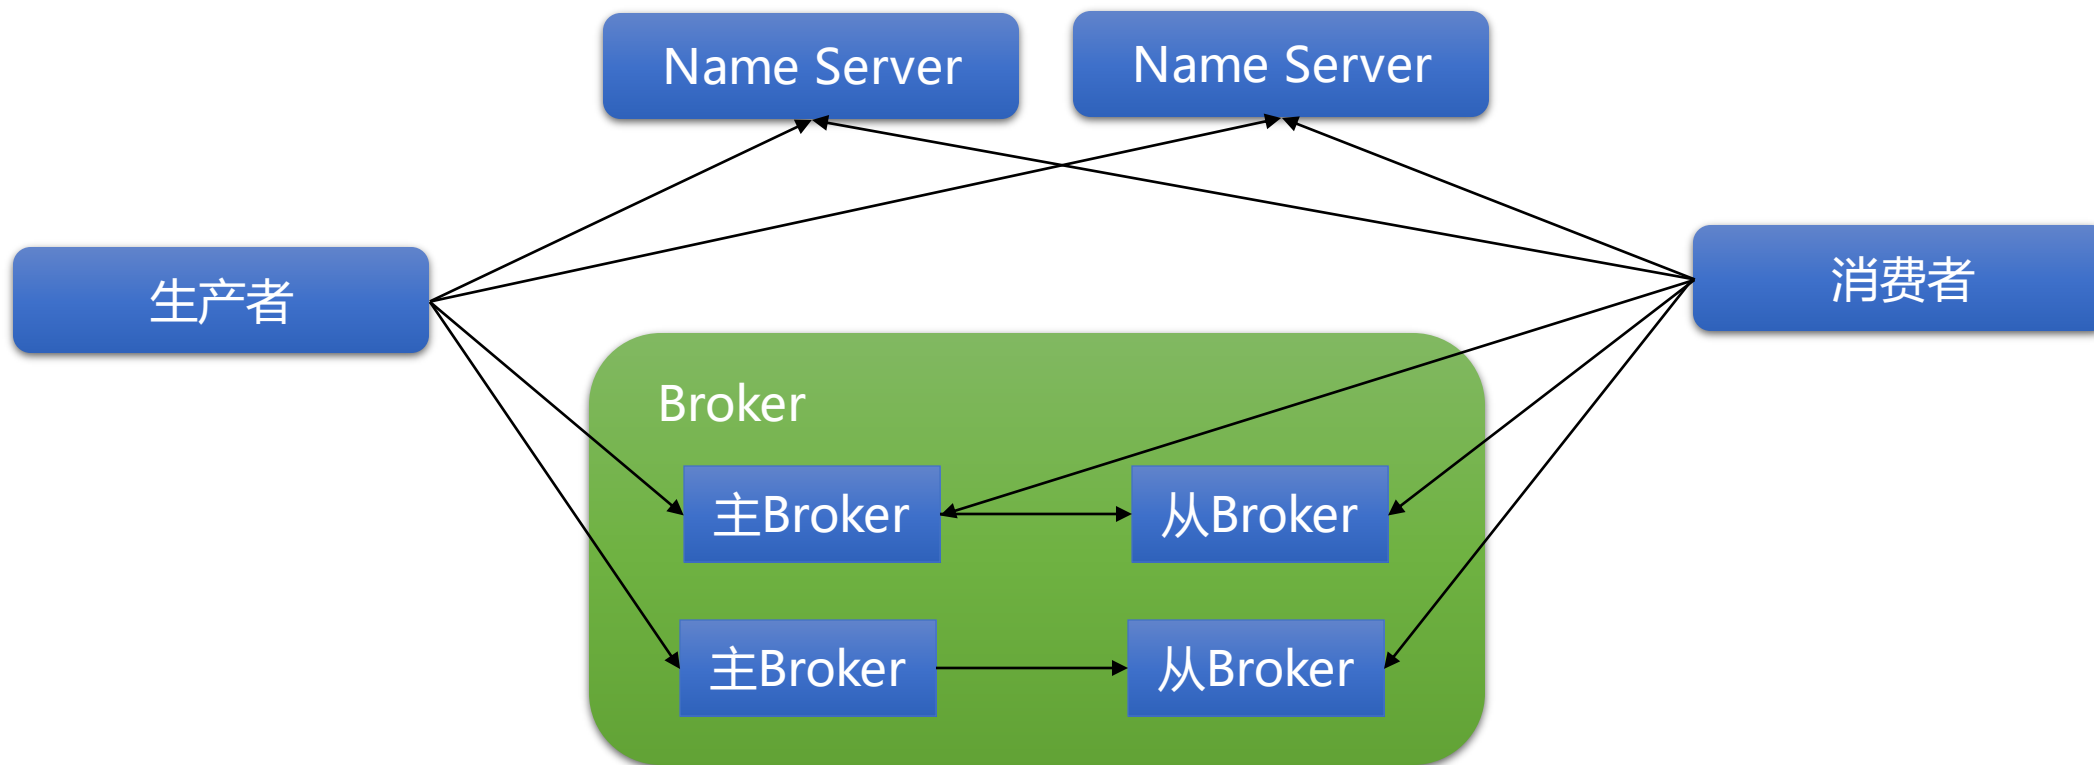 Name Server
Name Server
生产者
消费者
Broker
主Broker
从Broker
主Broker
从Broker